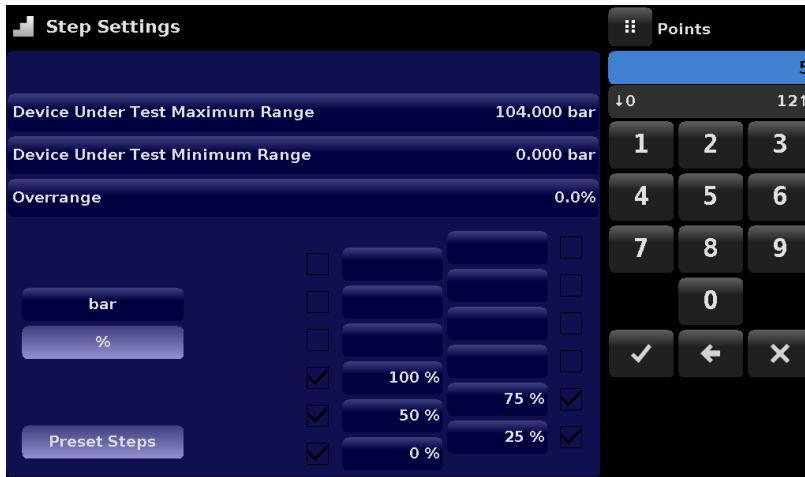 Step Settings
Points
5
↓0 12↑
Device Under Test Maximum Range 104.000 bar
Device Under Test Minimum Range 0.000 bar
Overrange 0.0%
1 2 3
4 5 6
7 8 9
0
bar
%
Preset Steps
100 %
75 %
50 %
25 %
0 %